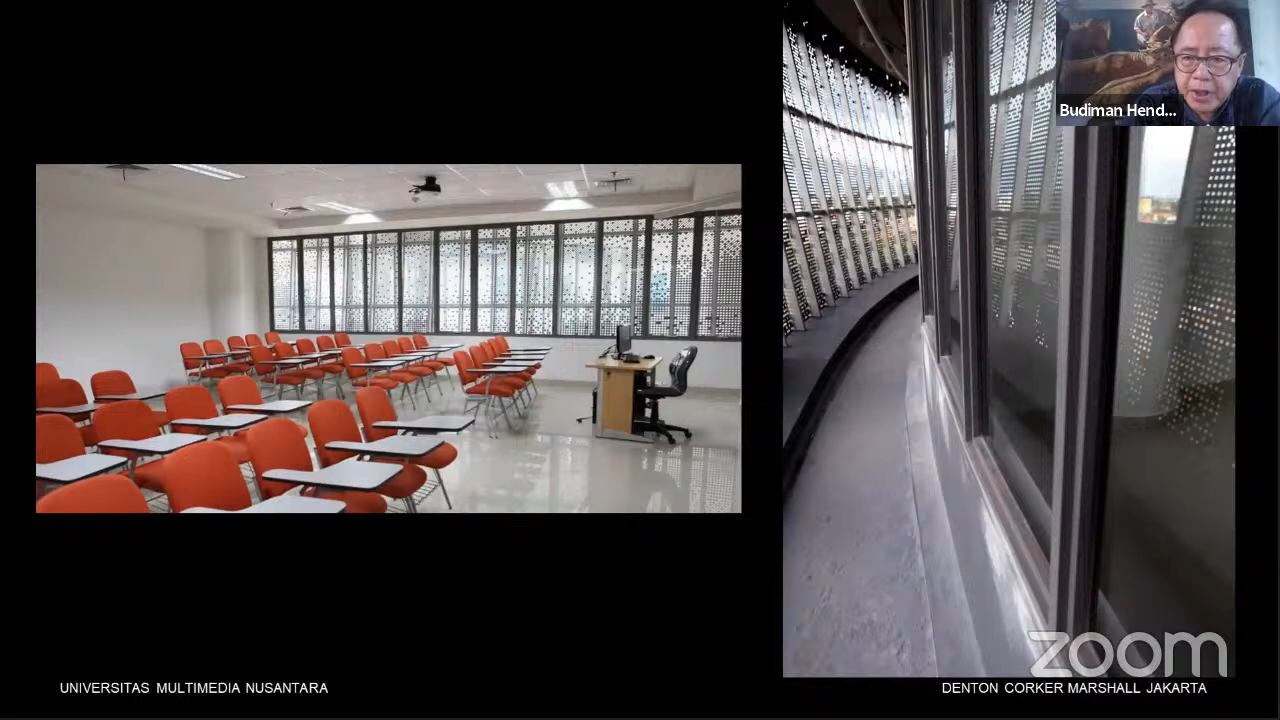 Budiman Hend...
zoom
UNIVERSITAS MULTIMEDIA NUSANTARA
DENTON CORKER MARSHALL JAKARTA